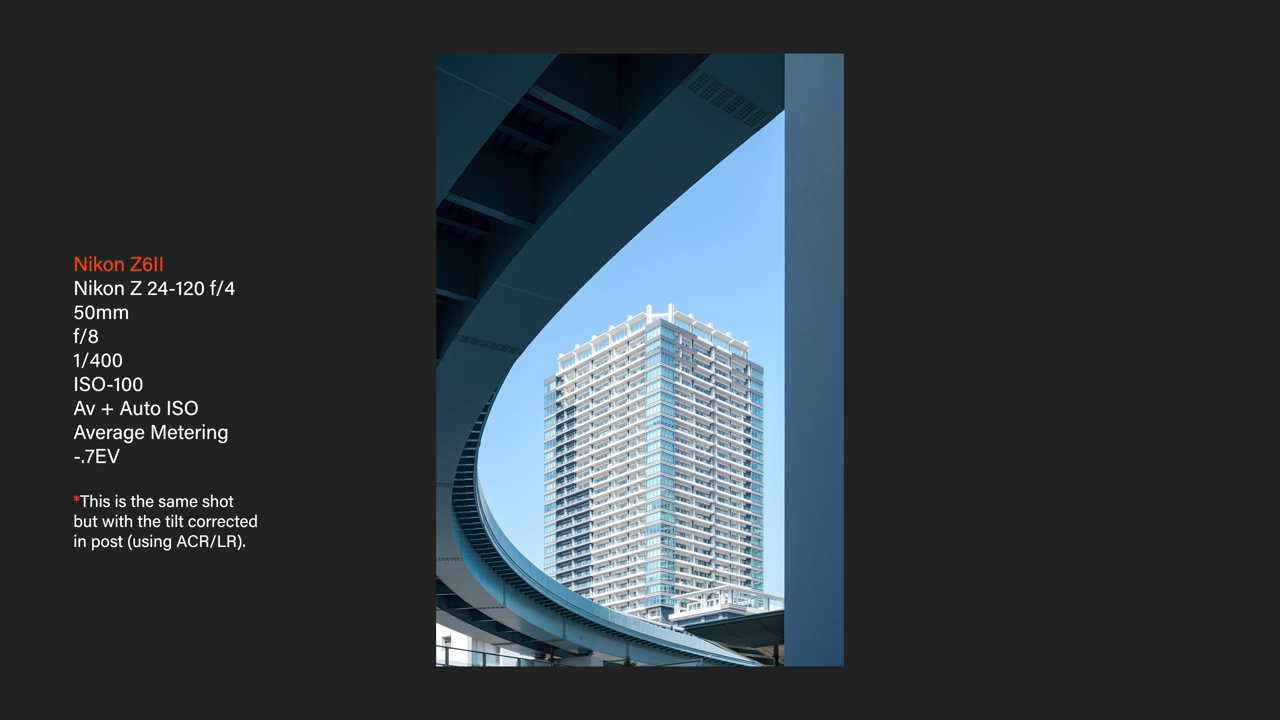 Nikon Z6II
Nikon Z 24-120 f/4
50mm
f/8
1/400
ISO-100
Av + Auto ISO
Average Metering
-.7EV
*This is the same shot
but with the tilt corrected
in post (using ACR/LR).